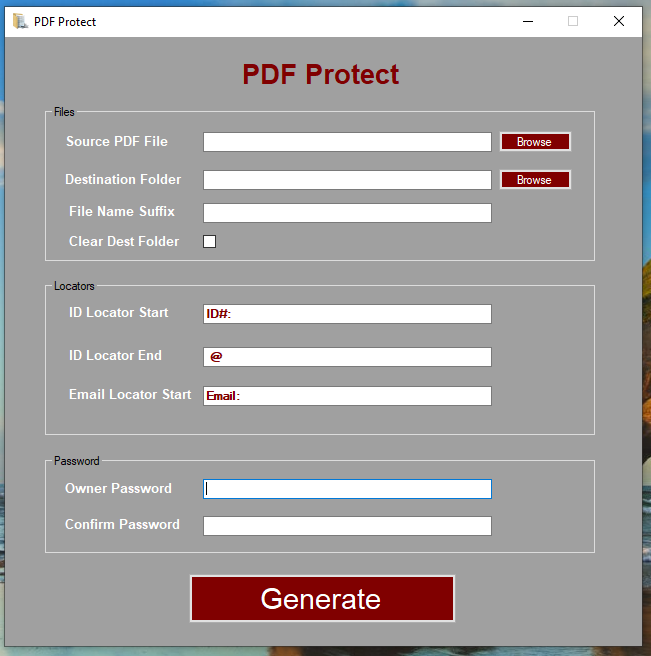 PDF Protect
PDF Protect
Files
Source PDF File
Browse
Destination Folder
Browse
File Name Suffix
Clear Dest Folder
Locators
ID Locator Start
ID#:
ID Locator End
@
Email Locator Start
Email:
Password
Owner Password
Confirm Password
Generate